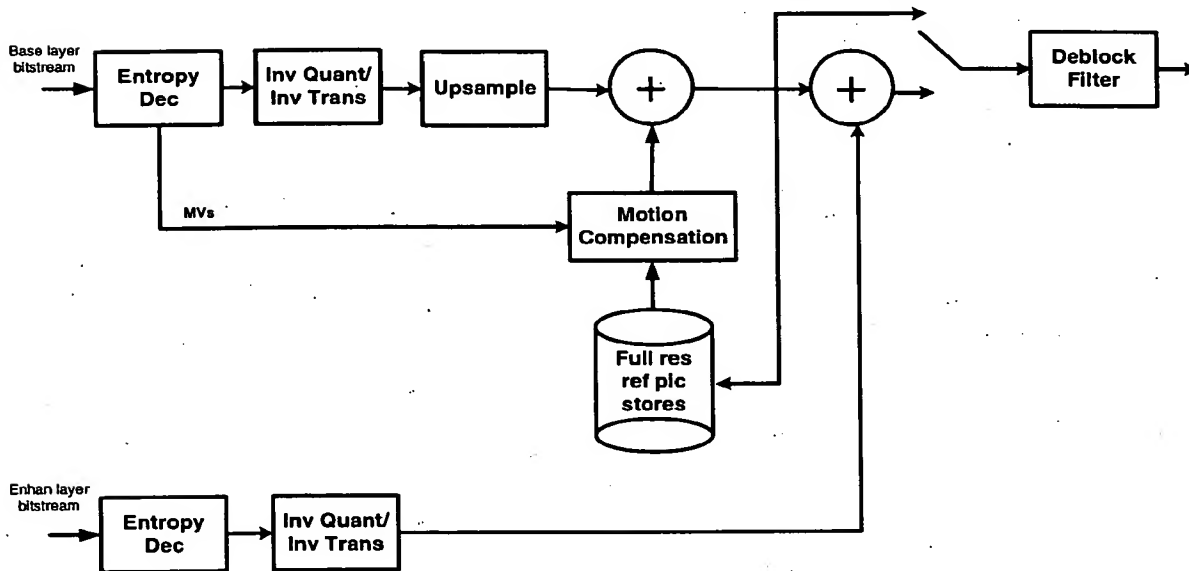 Base layer
bitstream
Entropy
Dec
Inv Quant/
Inv Trans
Upsample
+
+
Deblock
Filter
MVs
Motion
Compensation
Full res
ref pic
stores
Enhan layer
bitstream
Entropy
Dec
Inv Quant/
Inv Trans